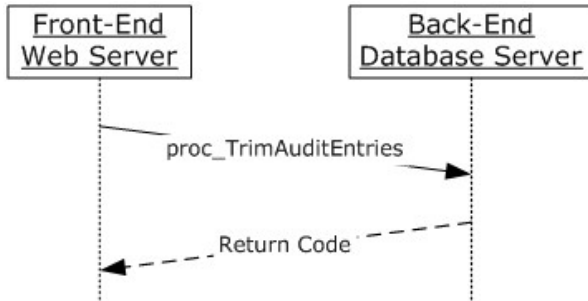 Front-End
Web Server
Back-End
Database Server
proc_TrimAuditEntries
Return Code